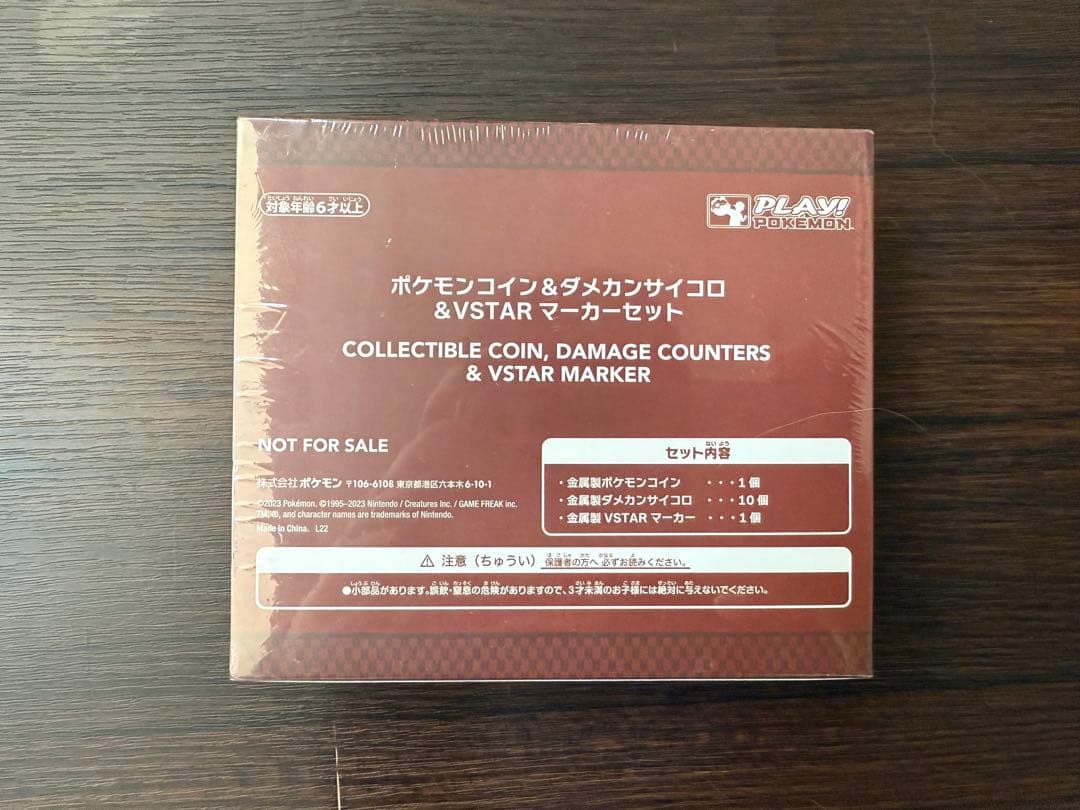 対象年齢6才以上
PLAY!
POKÉMON
ポケモンコイン&ダメカンサイコロ
&VSTAR マーカーセット
COLLECTIBLE COIN, DAMAGE COUNTERS
& VSTAR MARKER
NOT FOR SALE
株式会社 ポケモン 〒106-6108 東京都港区六本木6-10-1
©2023 Pokémon. ©1995–2023 Nintendo / Creatures Inc. / GAME FREAK inc.
TM, ®, and character names are trademarks of Nintendo.
Made in China. L22
セット内容
・金属製ポケモンコイン ・・・1個
・金属製ダメカンサイコロ ・・・10個
・金属製 VSTAR マーカー ・・・1個
⚠ 注意(ちゅうい) 保護者の方へ 必ずお読みください。
●小部品があります。誤飲・窒息の危険がありますので、3才未満のお子様には絶対に与えないでください。